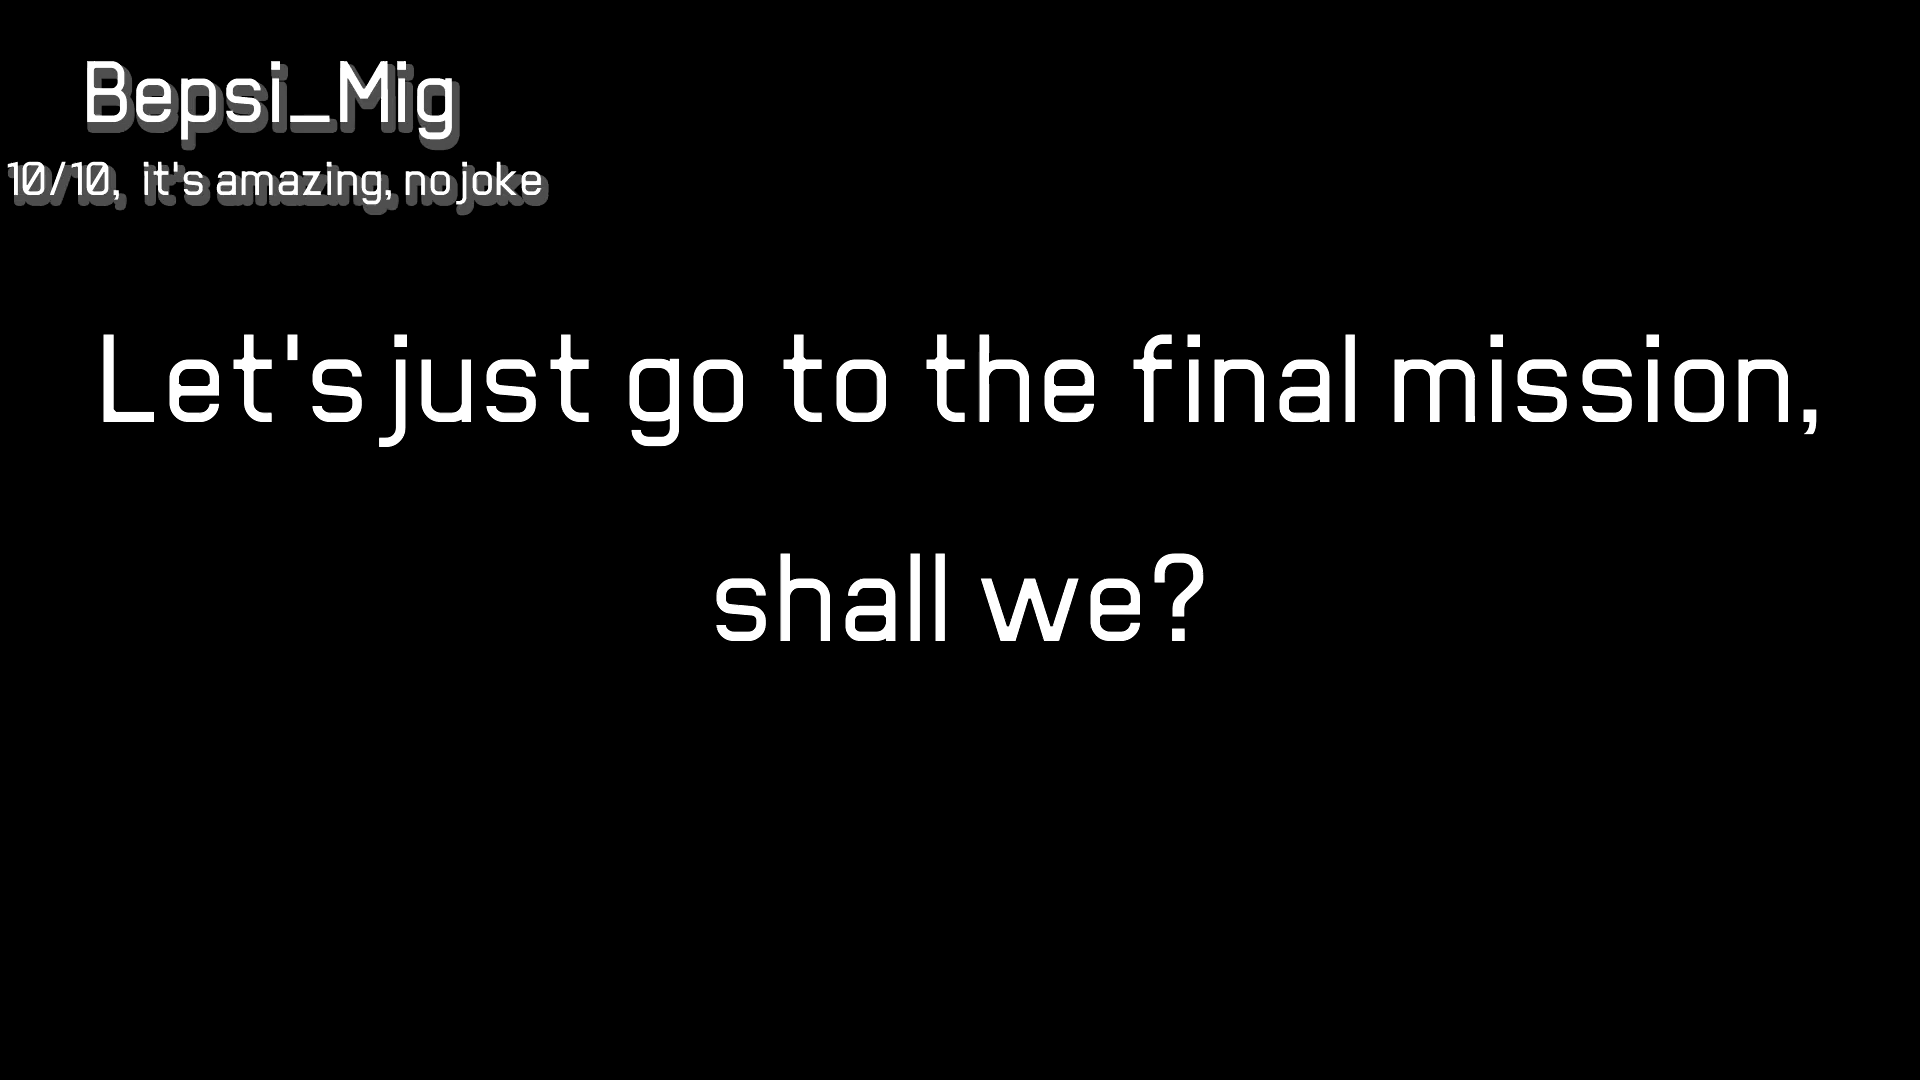 Bepsi_Mig
10/10, it's amazing, no joke
Let's just go to the final mission,
shall we?